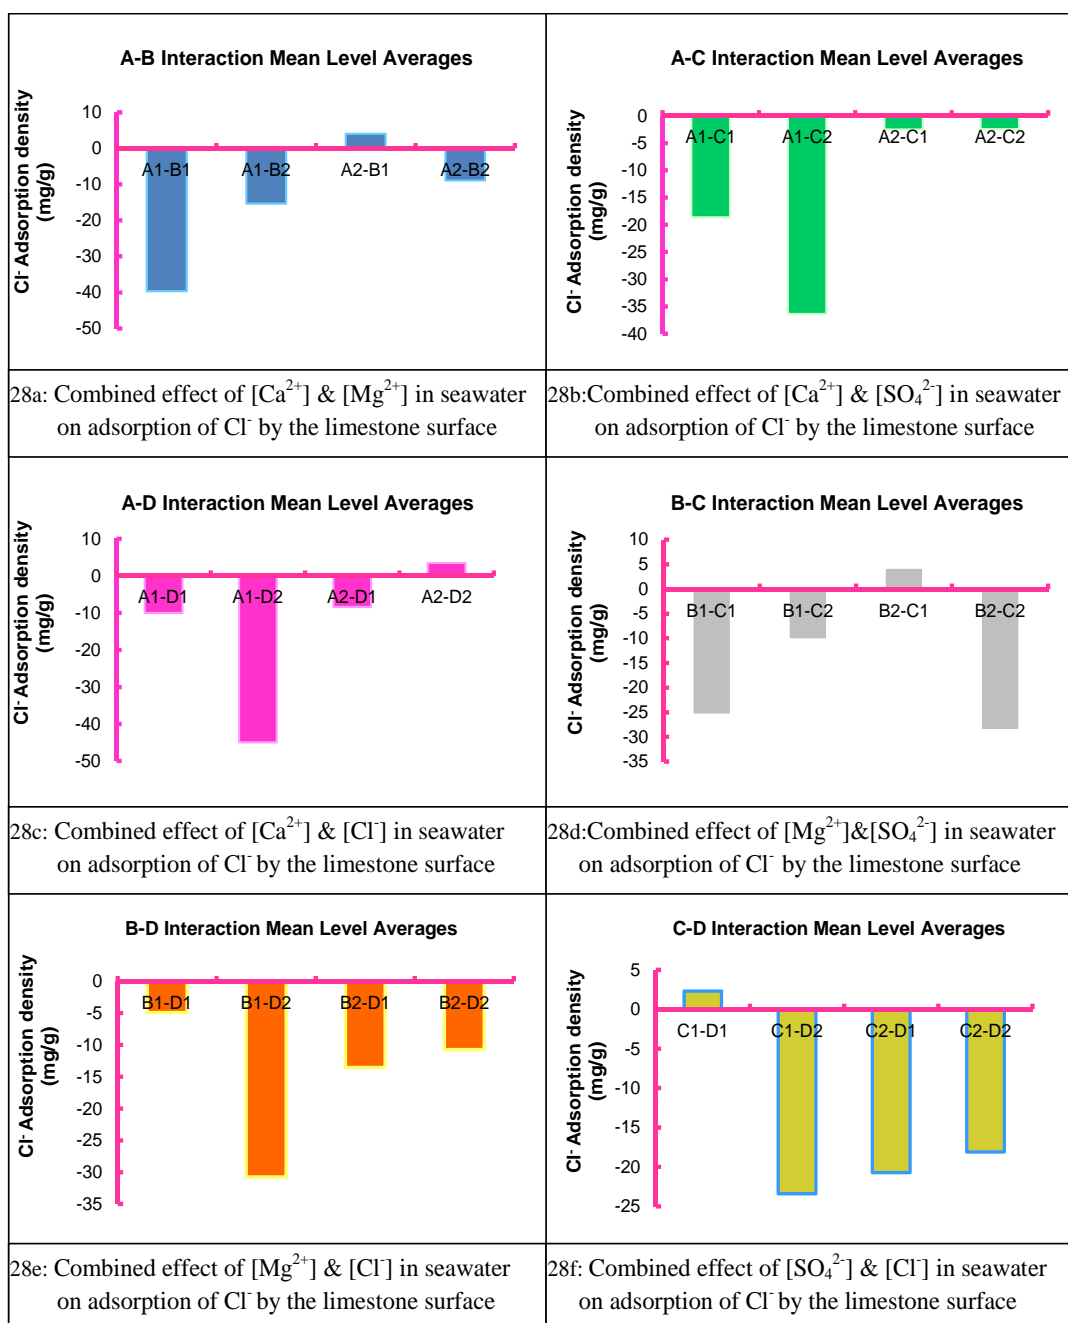 A-B Interaction Mean Level Averages
Cl⁻ Adsorption density
(mg/g)
10
0
-10
-20
-30
-40
-50
A1-B1
A1-B2
A2-B1
A2-B2
28a: Combined effect of [Ca²⁺] & [Mg²⁺] in seawater
on adsorption of Cl⁻ by the limestone surface
A-C Interaction Mean Level Averages
Cl⁻ Adsorption density
(mg/g)
0
-5
-10
-15
-20
-25
-30
-35
-40
A1-C1
A1-C2
A2-C1
A2-C2
28b:Combined effect of [Ca²⁺] & [SO₄²⁻] in seawater
on adsorption of Cl⁻ by the limestone surface
A-D Interaction Mean Level Averages
Cl⁻ Adsorption density
(mg/g)
10
0
-10
-20
-30
-40
-50
A1-D1
A1-D2
A2-D1
A2-D2
28c: Combined effect of [Ca²⁺] & [Cl⁻] in seawater
on adsorption of Cl⁻ by the limestone surface
B-C Interaction Mean Level Averages
Cl⁻ Adsorption density
(mg/g)
10
5
0
-5
-10
-15
-20
-25
-30
-35
B1-C1
B1-C2
B2-C1
B2-C2
28d:Combined effect of [Mg²⁺]&[SO₄²⁻] in seawater
on adsorption of Cl⁻ by the limestone surface
B-D Interaction Mean Level Averages
Cl⁻ Adsorption density
(mg/g)
0
-5
-10
-15
-20
-25
-30
-35
B1-D1
B1-D2
B2-D1
B2-D2
28e: Combined effect of [Mg²⁺] & [Cl⁻] in seawater
on adsorption of Cl⁻ by the limestone surface
C-D Interaction Mean Level Averages
Cl⁻ Adsorption density
(mg/g)
5
0
-5
-10
-15
-20
-25
C1-D1
C1-D2
C2-D1
C2-D2
28f: Combined effect of [SO₄²⁻] & [Cl⁻] in seawater
on adsorption of Cl⁻ by the limestone surface